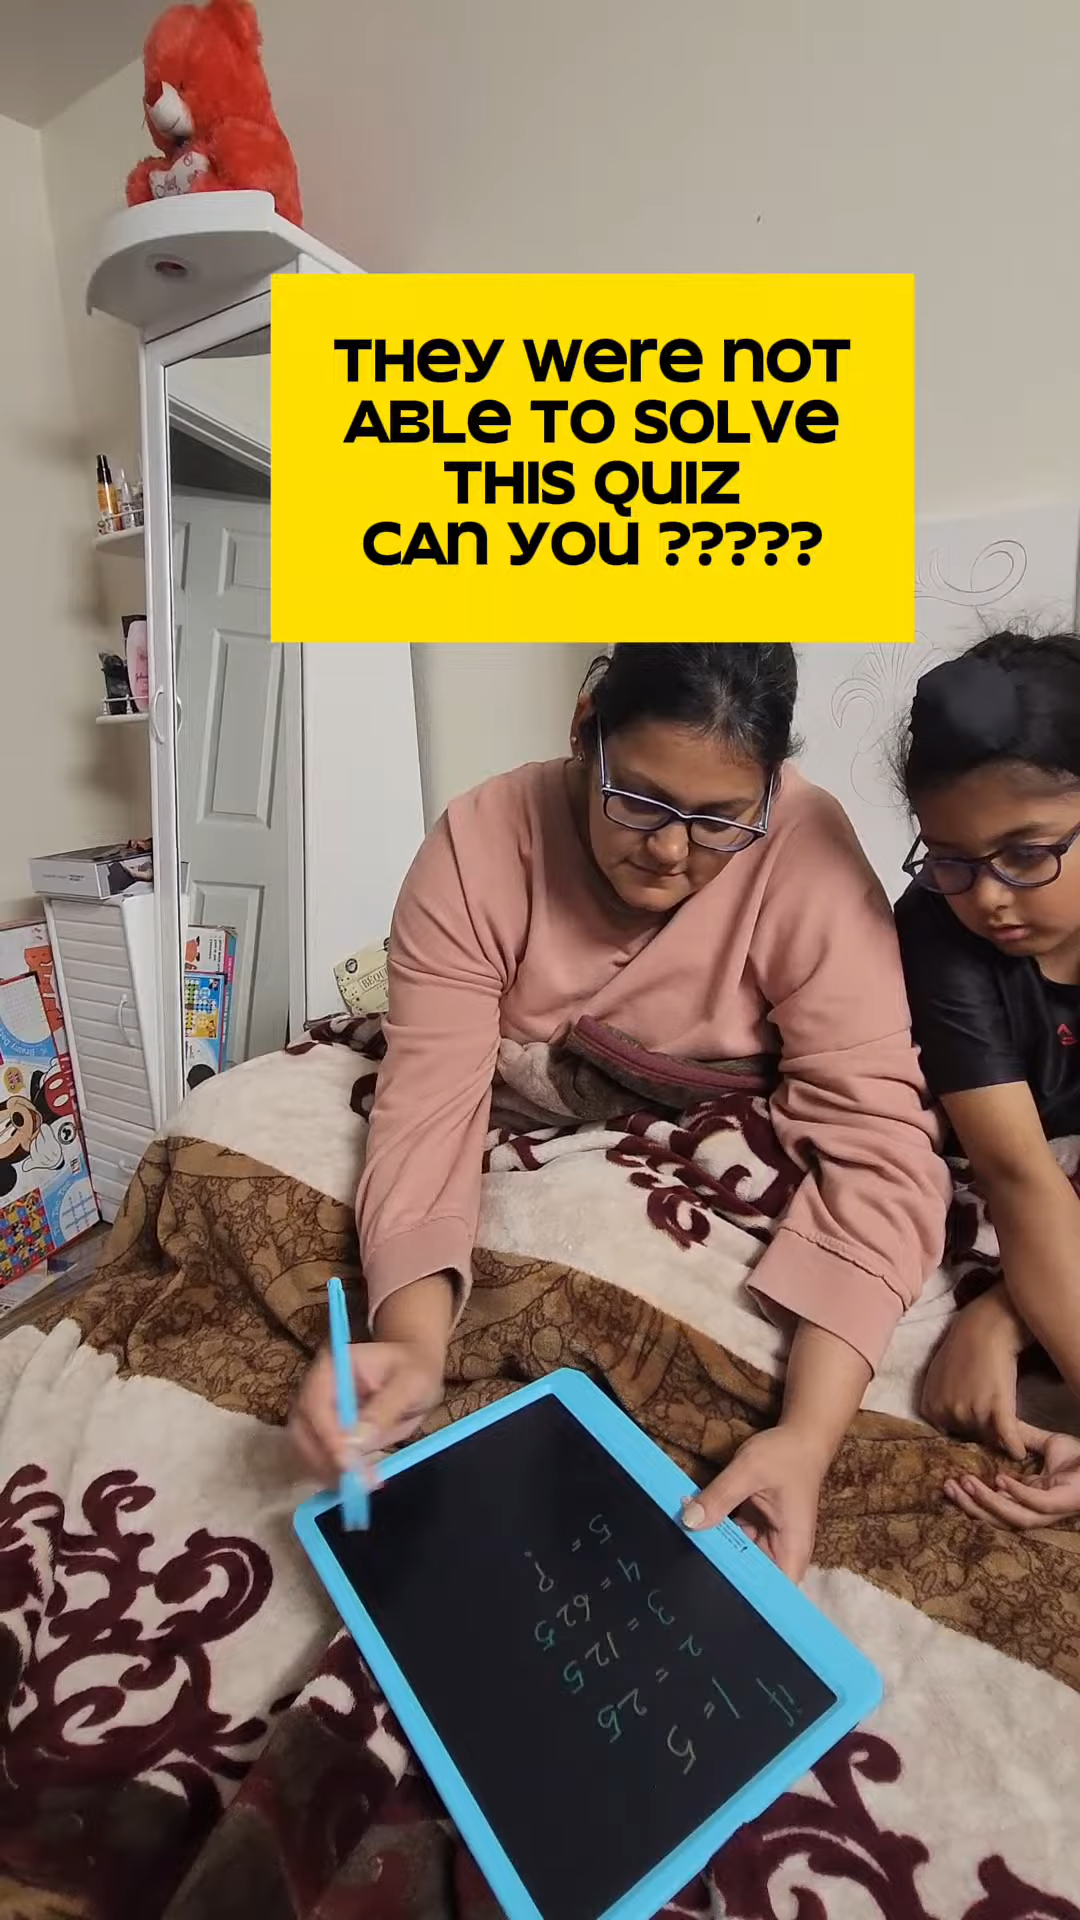 THEY WERE NOT
ABLE TO SOLVE
THIS QUIZ
CAN YOU ?????
if
1 = 5
2 = 25
3 = 125
4 = 625
5 = ?